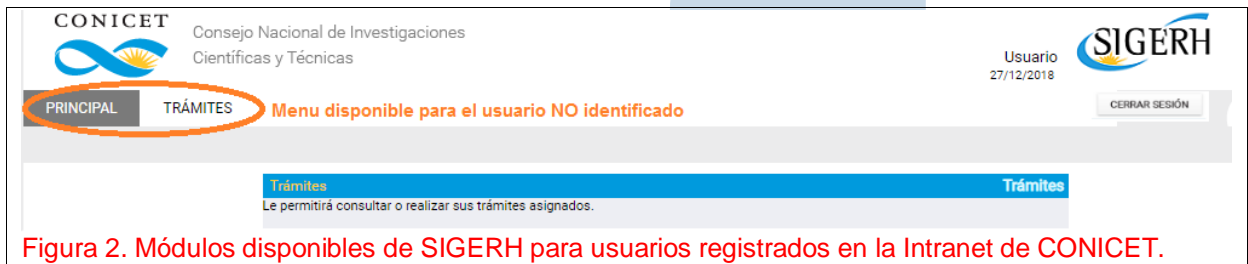 CONICET
Consejo Nacional de Investigaciones
Científicas y Técnicas
Usuario
27/12/2018
SIGERH
PRINCIPAL TRÁMITES Menu disponible para el usuario NO identificado CERRAR SESIÓN
Trámites Trámites
Le permitirá consultar o realizar sus trámites asignados.
Figura 2. Módulos disponibles de SIGERH para usuarios registrados en la Intranet de CONICET.